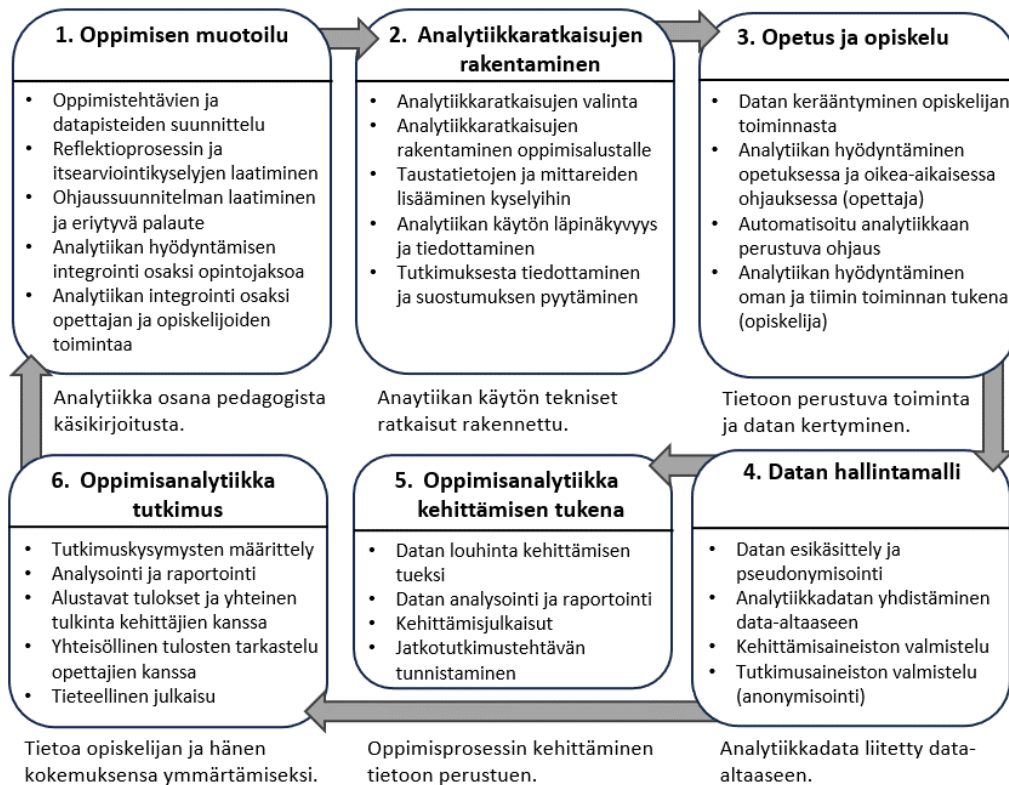 1. Oppimisen muotoilu
• Oppimistehtävien ja
datapisteiden suunnittelu
• Reflektioprosessin ja
itsearviointikyselyjen laatiminen
• Ohjaussuunnitelman laatiminen
ja eriytyvä palaute
• Analytiikan hyödyntämisen
integrointi osaksi opintojaksoa
• Analytiikan integrointi osaksi
opettajan ja opiskelijoiden
toimintaa
Analytiikka osana pedagogista
käsikirjoitusta.
2. Analytiikkaratkaisujen
rakentaminen
• Analytiikkaratkaisujen valinta
• Analytiikkaratkaisujen
rakentaminen oppimisalustalle
• Taustatietojen ja mittareiden
lisääminen kyselyihin
• Analytiikan käytön läpinäkyvyys
ja tiedottaminen
• Tutkimuksesta tiedottaminen
ja suostumuksen pyytäminen
Anaytiikan käytön tekniset
ratkaisut rakennettu.
3. Opetus ja opiskelu
• Datan kerääntyminen opiskelijan
toiminnasta
• Analytiikan hyödyntäminen
opetuksessa ja oikea-aikaisessa
ohjauksessa (opettaja)
• Automatisoitu analytiikkaan
perustuva ohjaus
• Analytiikan hyödyntäminen
oman ja tiimin toiminnan tukena
(opiskelija)
Tietoon perustuva toiminta
ja datan kertyminen.
4. Datan hallintamalli
• Datan esikäsittely ja
pseudonymisointi
• Analytiikkadatan yhdistäminen
data-altaaseen
• Kehittämisaineiston valmistelu
• Tutkimusaineiston valmistelu
(anonymisointi)
Analytiikkadata liitetty data-
altaaseen.
5. Oppimisanalytiikka
kehittämisen tukena
• Datan louhinta kehittämisen
tueksi
• Datan analysointi ja raportointi
• Kehittämisjulkaisut
• Jatkotutkimustehtävän
tunnistaminen
Oppimisprosessin kehittäminen
tietoon perustuen.
6. Oppimisanalytiikka
tutkimus
• Tutkimuskysymysten määrittely
• Analysointi ja raportointi
• Alustavat tulokset ja yhteinen
tulkinta kehittäjien kanssa
• Yhteisöllinen tulosten tarkastelu
opettajien kanssa
• Tieteellinen julkaisu
Tietoa opiskelijan ja hänen
kokemuksensa ymmärtämiseksi.